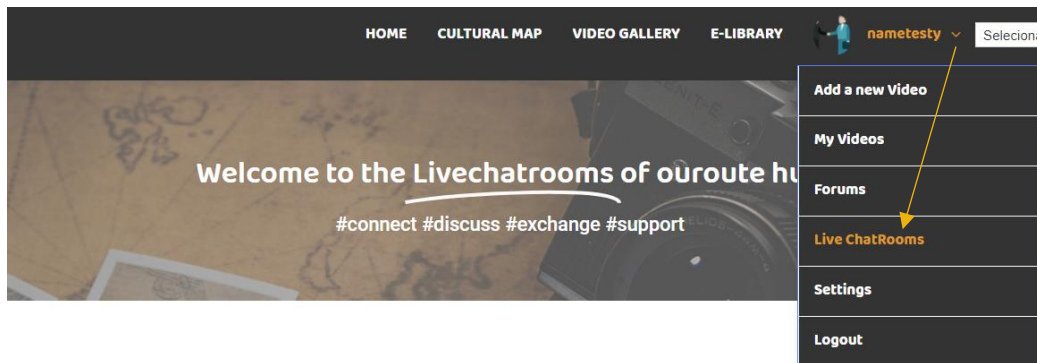 HOME CULTURAL MAP VIDEO GALLERY E-LIBRARY nametesty
Add a new Video
My Videos
Welcome to the Livechatrooms of ouroute
Forums
#connect #discuss #exchange #support
Live ChatRooms
Settings
Logout